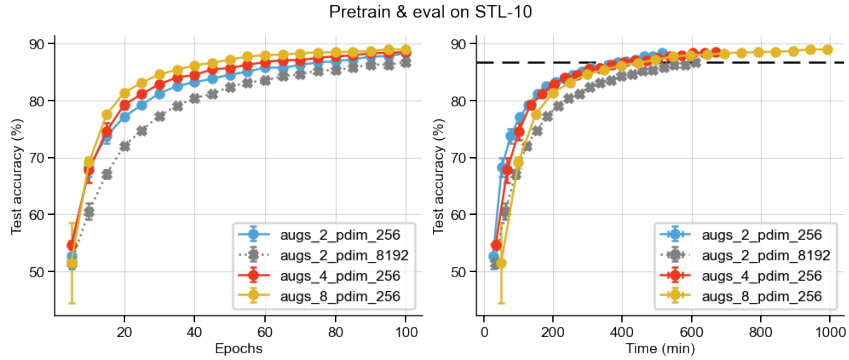 Pretrain & eval on STL-10
Test accuracy (%)
90
80
70
60
50
20
40
60
80
100
Epochs
augs_2_pdim_256
augs_2_pdim_8192
augs_4_pdim_256
augs_8_pdim_256
Test accuracy (%)
90
80
70
60
50
0
200
400
600
800
1000
Time (min)
augs_2_pdim_256
augs_2_pdim_8192
augs_4_pdim_256
augs_8_pdim_256